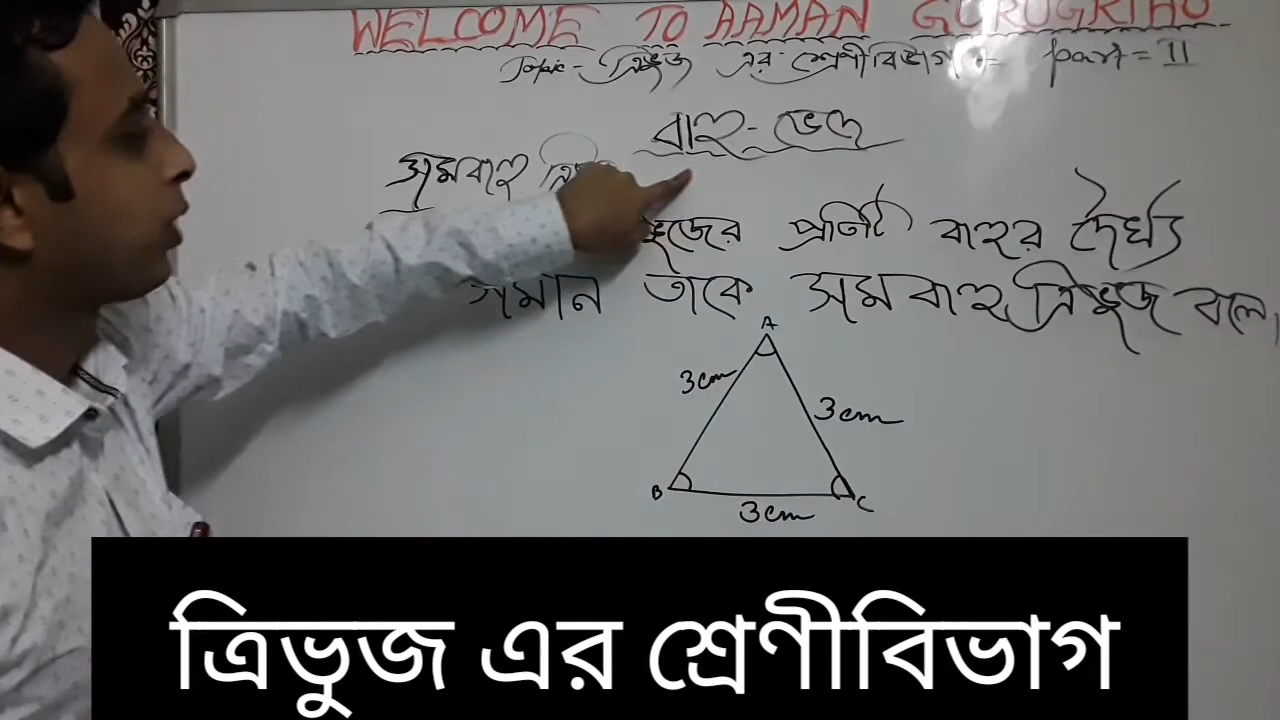 WELCOME TO AAMAN GURUGRIHO
Topic - ত্রিভুজ এর শ্রেণীবিভাগ :- part = II
বাহু - ভেদে
সমবাহু
ভুজের প্রতিটি বাহুর দৈর্ঘ্য
সমান তাকে সমবাহু ত্রিভুজ বলে।
A
3cm
3cm
B
C
3cm
ত্রিভুজ এর শ্রেণীবিভাগ